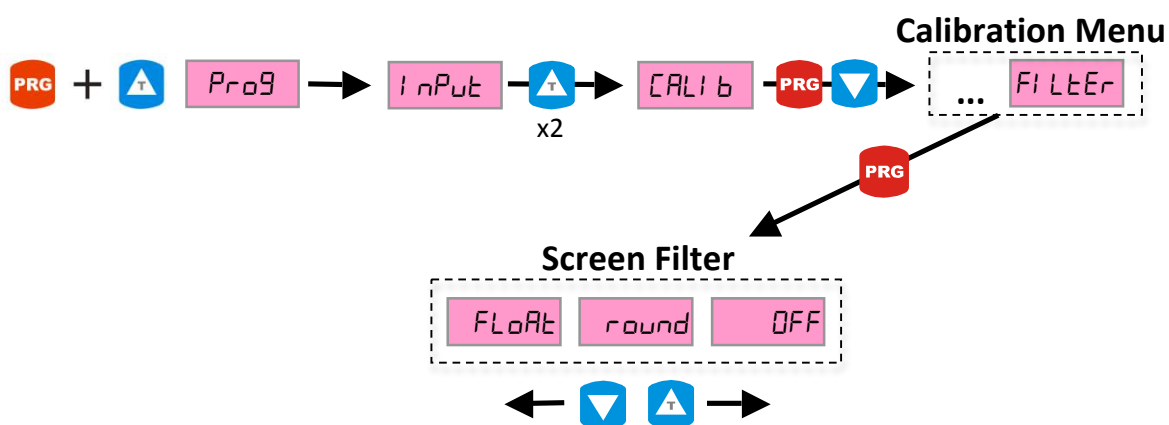 Calibration Menu
PRG + T Prog InPut T CALIb PRG ... FILtEr
x2
PRG
Screen Filter
FLoAt round OFF
T